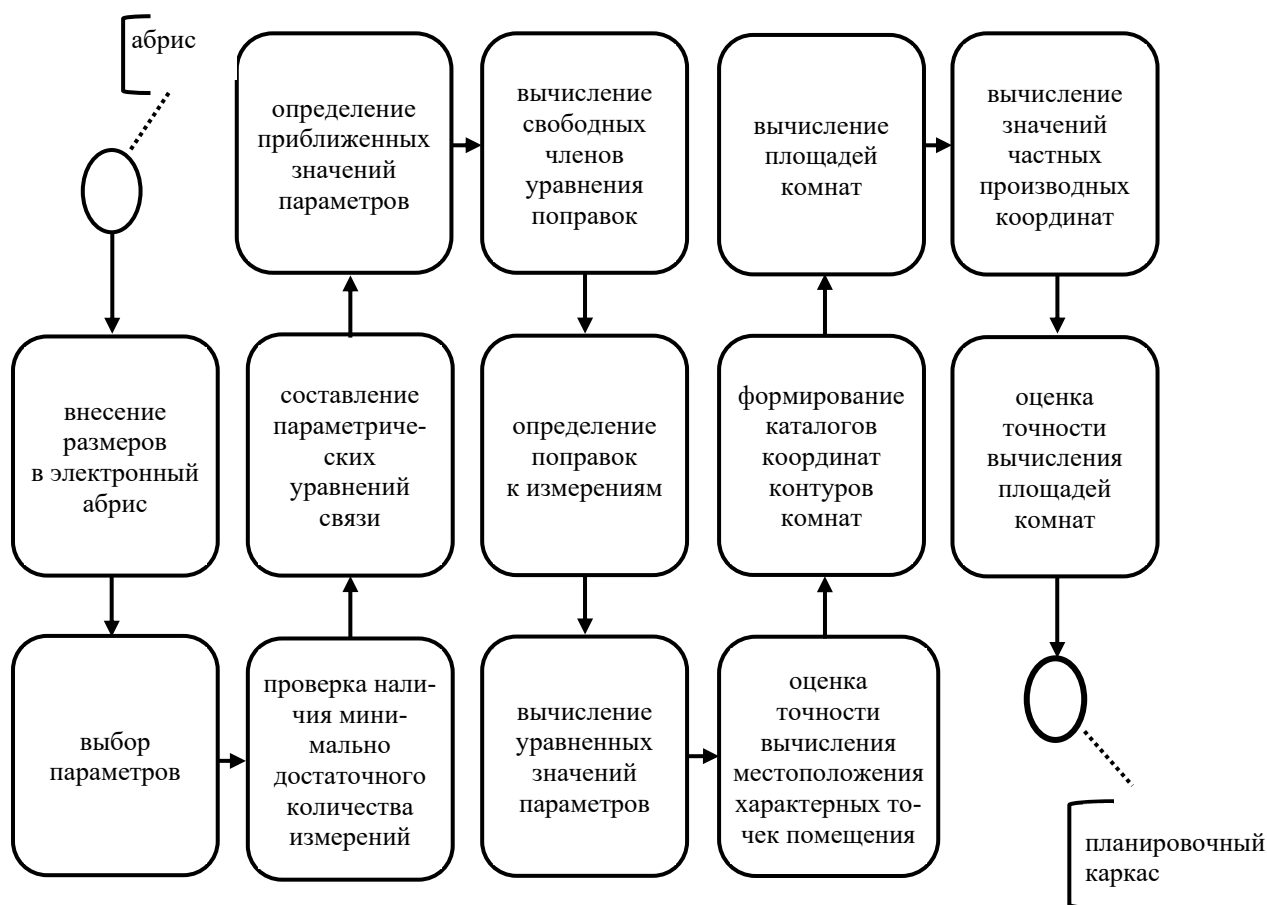 абрис
внесение
размеров
в электронный
абрис
выбор
параметров
проверка нали-
чия мини-
мально
достаточного
количества
измерений
составление
параметриче-
ских
уравнений
связи
определение
приближенных
значений
параметров
вычисление
свободных
членов
уравнения
поправок
определение
поправок
к измерениям
вычисление
уравненных
значений
параметров
оценка
точности
вычисления
местоположения
характерных то-
чек помещения
формирование
каталогов
координат
контуров
комнат
вычисление
площадей
комнат
вычисление
значений
частных
производных
координат
оценка
точности
вычисления
площадей
комнат
планировочный
каркас